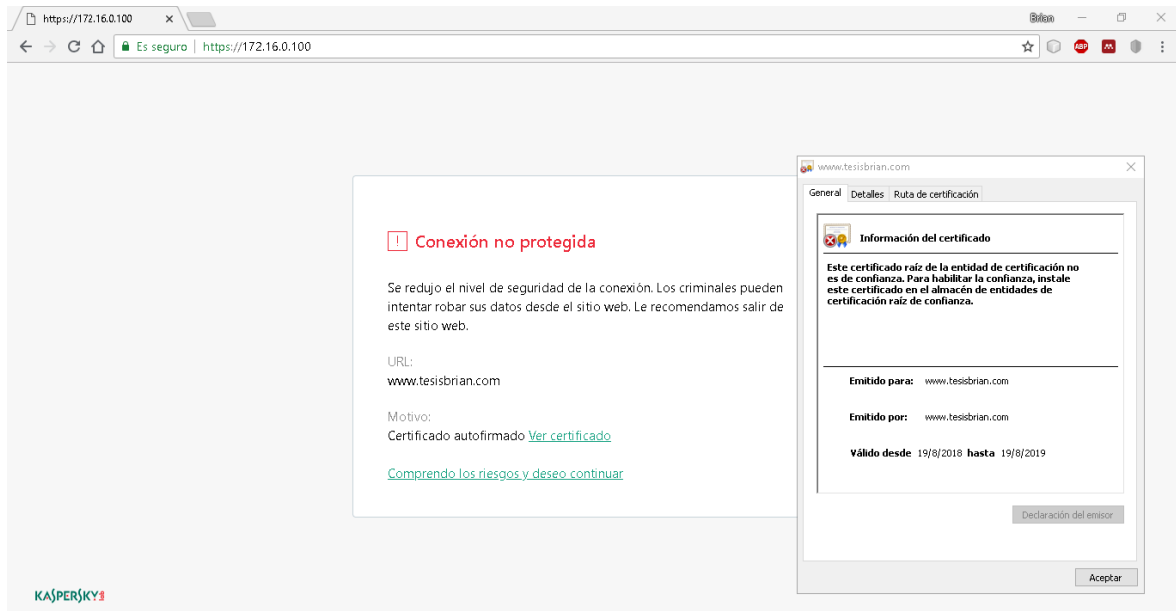 https://172.16.0.100
Brian
Es seguro | https://172.16.0.100
ABP
www.tesisbrian.com
General Detalles Ruta de certificación
Información del certificado
Este certificado raíz de la entidad de certificación no
es de confianza. Para habilitar la confianza, instale
este certificado en el almacén de entidades de
certificación raíz de confianza.
Emitido para: www.tesisbrian.com
Emitido por: www.tesisbrian.com
Válido desde 19/8/2018 hasta 19/8/2019
Declaración del emisor
Aceptar
! Conexión no protegida
Se redujo el nivel de seguridad de la conexión. Los criminales pueden
intentar robar sus datos desde el sitio web. Le recomendamos salir de
este sitio web.
URL:
www.tesisbrian.com
Motivo:
Certificado autofirmado Ver certificado
Comprendo los riesgos y deseo continuar
KASPERSKY